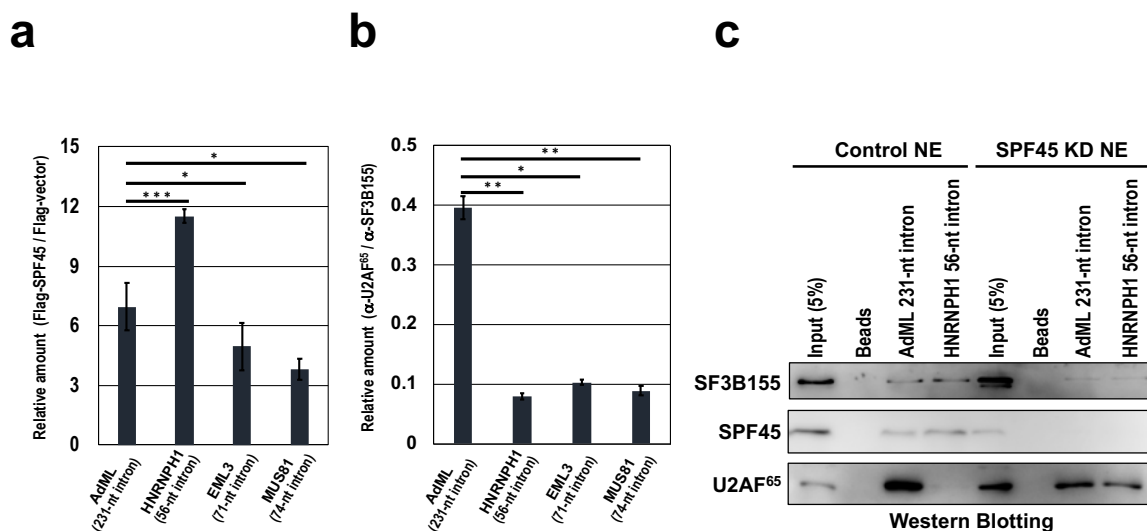 a
b
c
Relative amount (Flag-SPF45 / Flag-vector)
15
12
9
6
3
0
*
*
***
AdML
(231-nt intron)
HNRNPH1
(56-nt intron)
EML3
(71-nt intron)
MUS81
(74-nt intron)
Relative amount (α-U2AF⁶⁵ / α-SF3B155)
0.5
0.4
0.3
0.2
0.1
0
**
*
**
AdML
(231-nt intron)
HNRNPH1
(56-nt intron)
EML3
(71-nt intron)
MUS81
(74-nt intron)
Control NE
SPF45 KD NE
Input (5%)
Beads
AdML 231-nt intron
HNRNPH1 56-nt intron
Input (5%)
Beads
AdML 231-nt intron
HNRNPH1 56-nt intron
SF3B155
SPF45
U2AF⁶⁵
Western Blotting